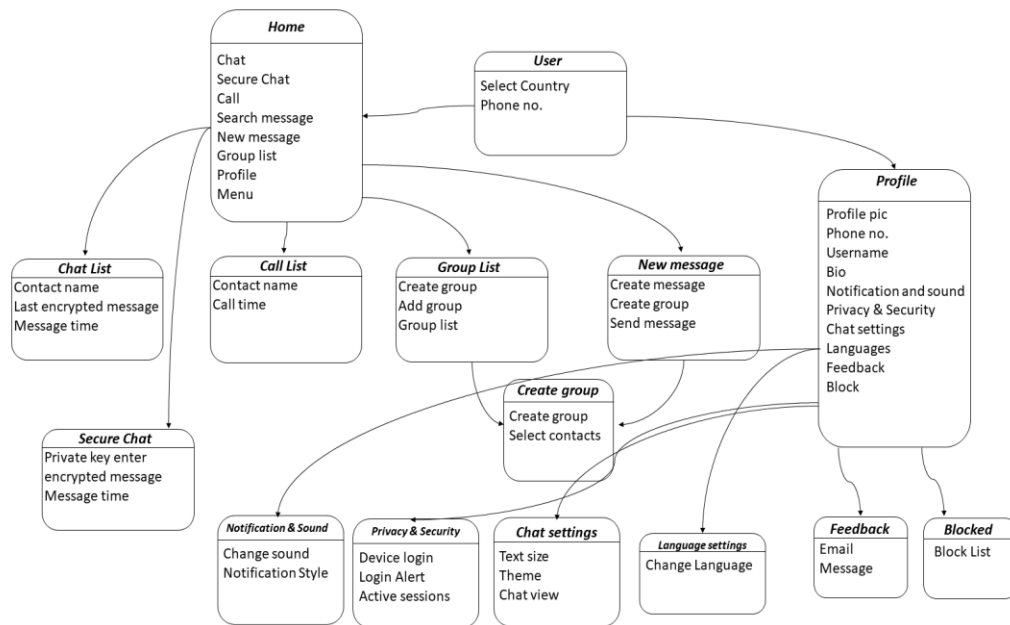 Home
Chat
Secure Chat
Call
Search message
New message
Group list
Profile
Menu
User
Select Country
Phone no.
Profile
Profile pic
Phone no.
Username
Bio
Notification and sound
Privacy & Security
Chat settings
Languages
Feedback
Block
Chat List
Contact name
Last encrypted message
Message time
Call List
Contact name
Call time
Group List
Create group
Add group
Group list
New message
Create message
Create group
Send message
Create group
Create group
Select contacts
Secure Chat
Private key enter
encrypted message
Message time
Notification & Sound
Change sound
Notification Style
Privacy & Security
Device login
Login Alert
Active sessions
Chat settings
Text size
Theme
Chat view
Language settings
Change Language
Feedback
Email
Message
Blocked
Block List